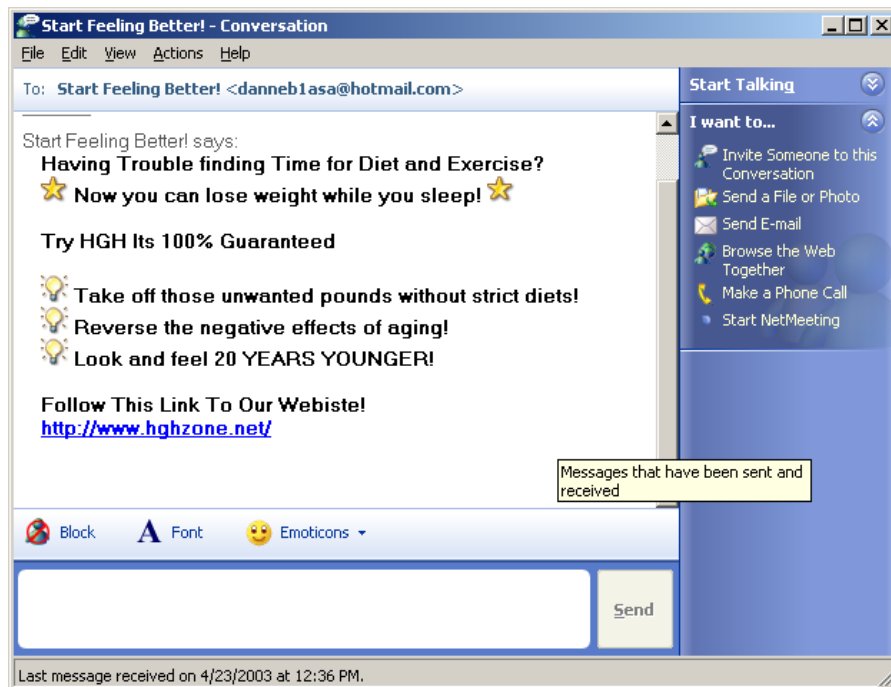 Start Feeling Better! - Conversation
File Edit View Actions Help
To: Start Feeling Better! <danneb1asa@hotmail.com>
Start Feeling Better! says:
Having Trouble finding Time for Diet and Exercise?
Now you can lose weight while you sleep!
Try HGH Its 100% Guaranteed
Take off those unwanted pounds without strict diets!
Reverse the negative effects of aging!
Look and feel 20 YEARS YOUNGER!
Follow This Link To Our Webiste!
http://www.hghzone.net/
Messages that have been sent and
received
Block Font Emoticons
Send
Start Talking
I want to...
Invite Someone to this
Conversation
Send a File or Photo
Send E-mail
Browse the Web
Together
Make a Phone Call
Start NetMeeting
Last message received on 4/23/2003 at 12:36 PM.